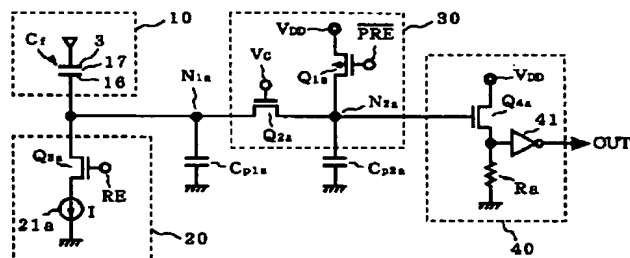 10
30
Cf
3
17
16
VDD
PRE
Q1a
VC
N1a
N2a
Q2a
VDD
Q4a
41
OUT
Q3a
RE
Cp1a
Cp2a
Ra
21a
I
20
40